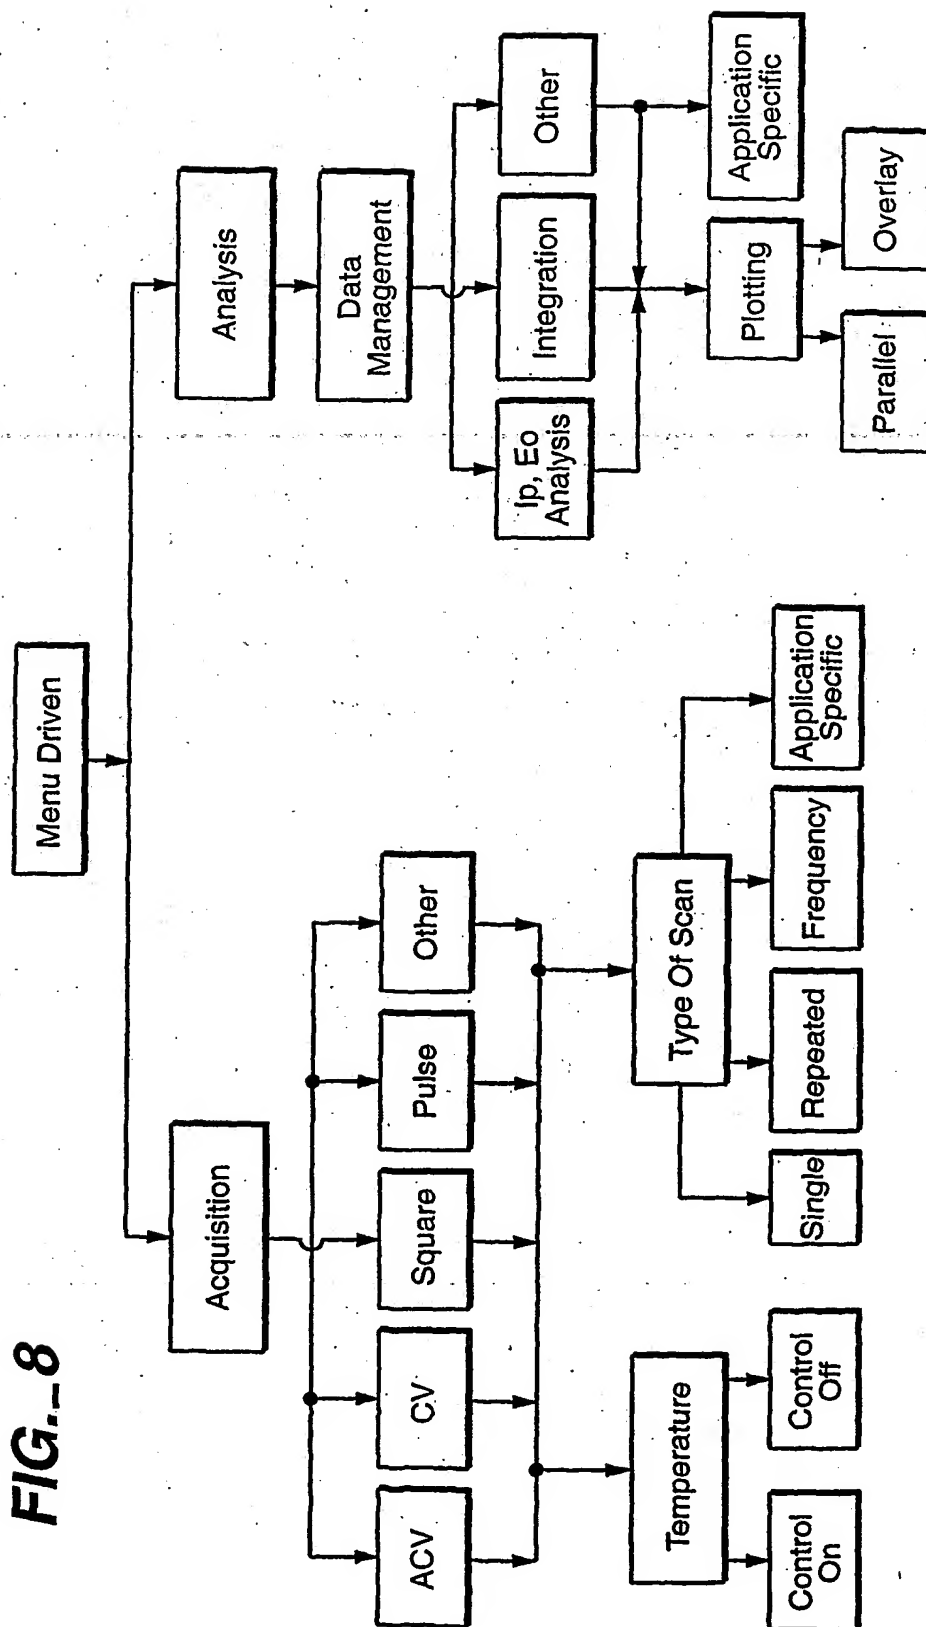 FIG._8
Menu Driven
Acquisition
Analysis
ACV
CV
Square
Pulse
Other
Data
Management
Temperature
Type Of Scan
Ip, Eo
Analysis
Integration
Other
Control
On
Control
Off
Single
Repeated
Frequency
Application
Specific
Plotting
Application
Specific
Parallel
Overlay